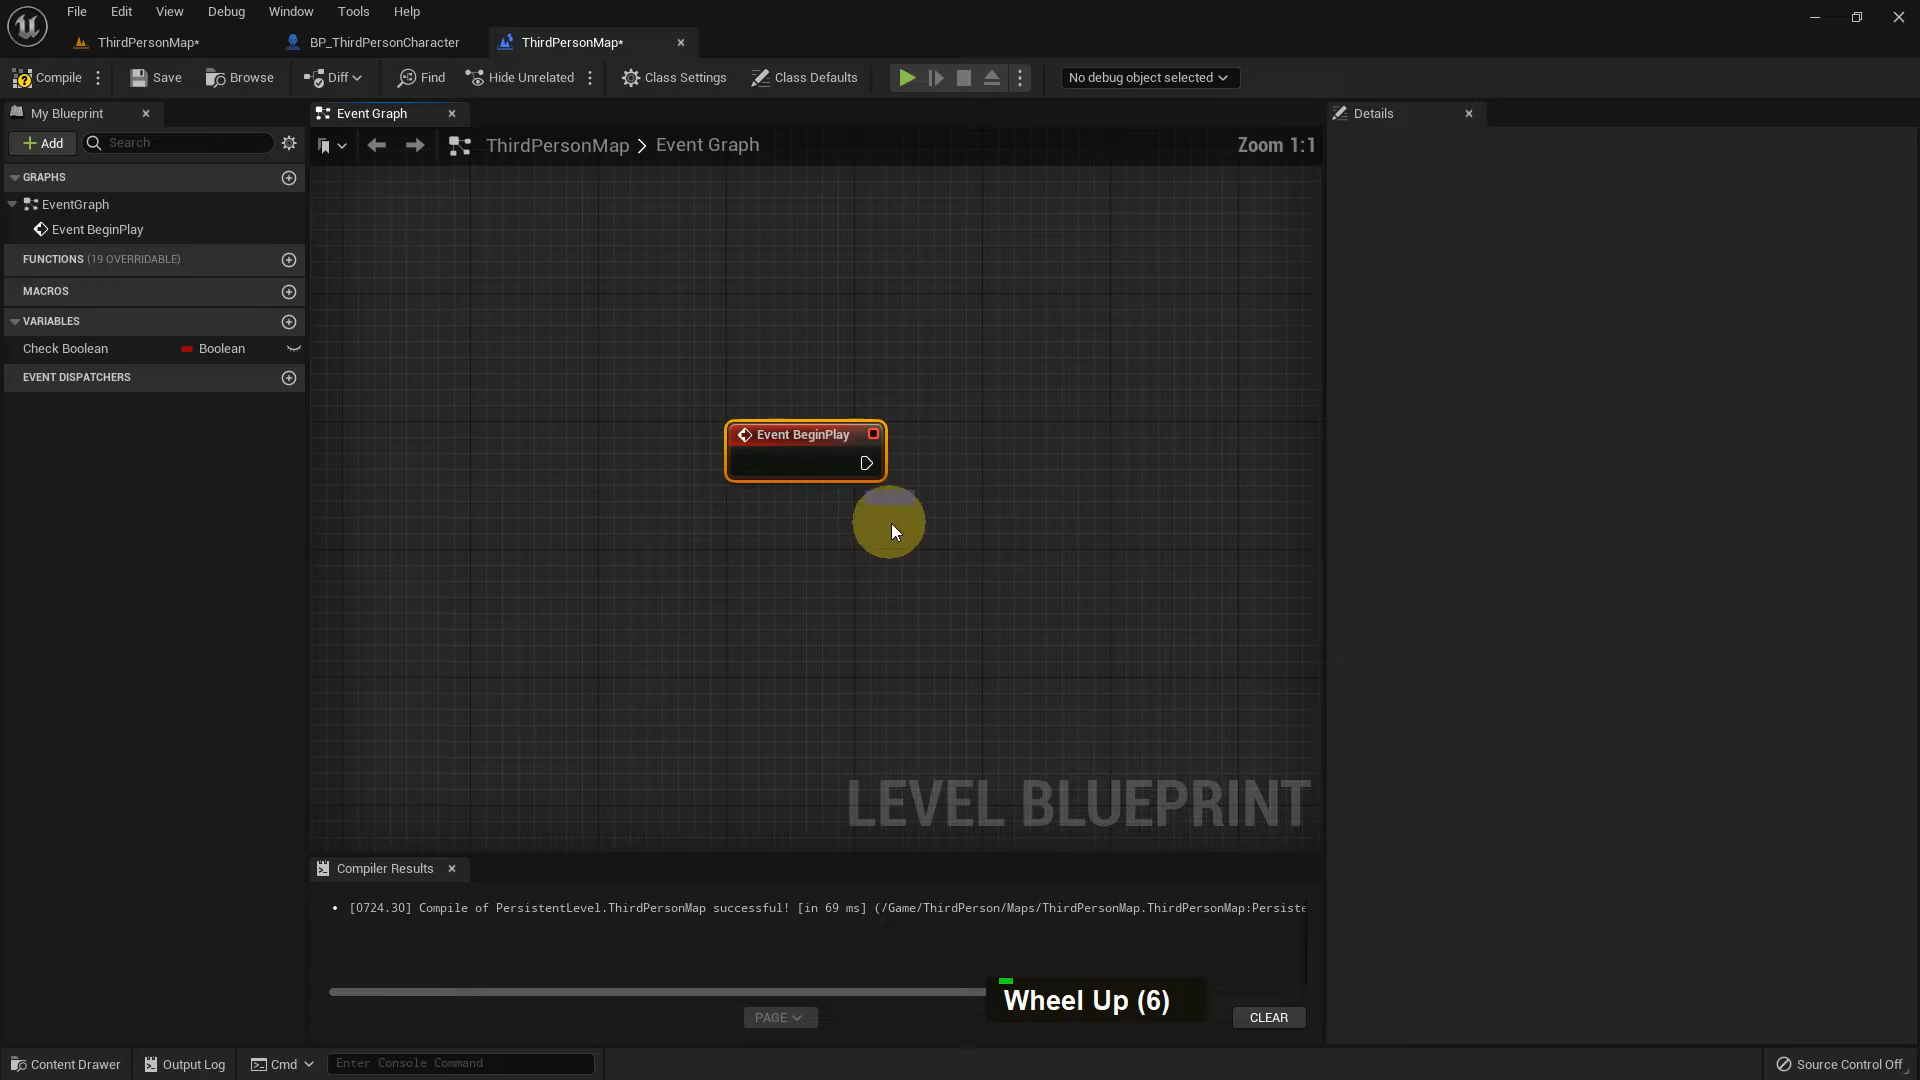 File Edit View Debug Window Tools Help
ThirdPersonMap* BP_ThirdPersonCharacter ThirdPersonMap*
Compile Save Browse Diff Find Hide Unrelated Class Settings Class Defaults No debug object selected
My Blueprint Event Graph Details
Add Search ThirdPersonMap > Event Graph Zoom 1:1
GRAPHS
EventGraph
Event BeginPlay
FUNCTIONS (19 OVERRIDABLE)
MACROS
VARIABLES
Check Boolean Boolean
EVENT DISPATCHERS
Event BeginPlay
LEVEL BLUEPRINT
Compiler Results
• [0724.30] Compile of PersistentLevel.ThirdPersonMap successful! [in 69 ms] (/Game/ThirdPerson/Maps/ThirdPersonMap.ThirdPersonMap:Persiste
Wheel Up (6)
PAGE CLEAR
Content Drawer Output Log Cmd Enter Console Command Source Control Off